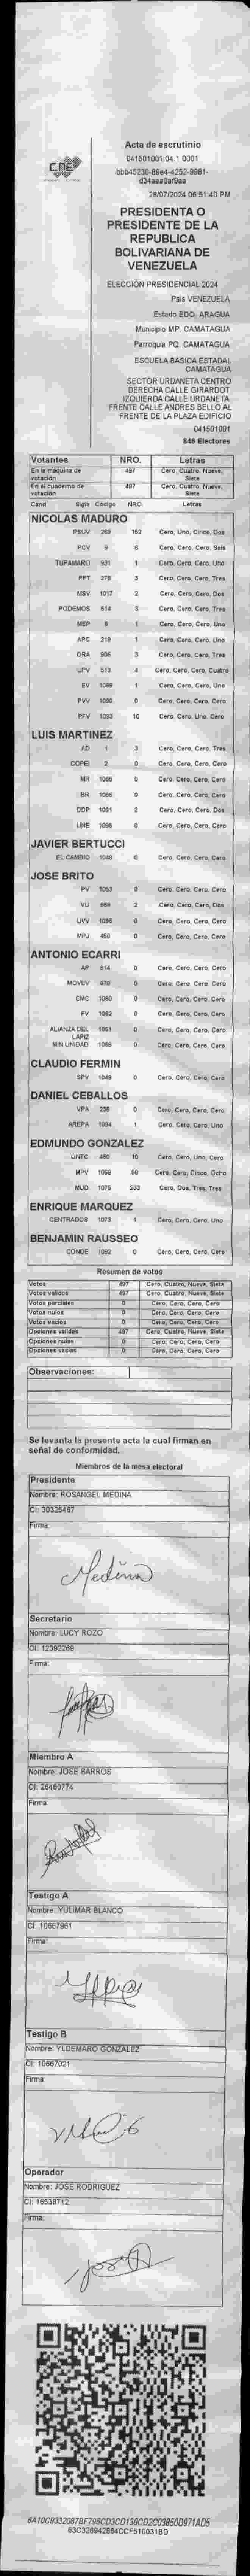 CNE
Acta de escrutinio
041501001.04.1.0001
28/07/2024 06:51:40 PM
PRESIDENTA O
PRESIDENTE DE LA
REPUBLICA
BOLIVARIANA DE
VENEZUELA
ELECCIÓN PRESIDENCIAL 2024
Pais VENEZUELA
Estado EDO. ARAGUA
Municipio MP. CAMATAGUA
Parroquia PQ. CAMATAGUA
ESCUELA BASICA ESTADAL
CAMATAGUA
SECTOR URDANETA CENTRO
DERECHA CALLE GIRARDOT
IZQUIERDA CALLE URDANETA
FRENTE CALLE ANDRES BELLO AL
FRENTE DE LA PLAZA EDIFICIO
041501001
846 Electores
Votantes NRO. Letras
En la máquina de votación 497 Cero, Cuatro, Nueve, Siete
En el cuaderno de votación 497 Cero, Cuatro, Nueve, Siete
Cand Sigla Código NRO. Letras
NICOLAS MADURO
PSUV 269 152 Cero, Uno, Cinco, Dos
PCV 9 6 Cero, Cero, Cero, Seis
TUPAMARO 931 1 Cero, Cero, Cero, Uno
PPT 276 3 Cero, Cero, Cero, Tres
MSV 1017 2 Cero, Cero, Cero, Dos
PODEMOS 614 3 Cero, Cero, Cero, Tres
MEP 8 1 Cero, Cero, Cero, Uno
APC 219 1 Cero, Cero, Cero, Uno
ORA 906 3 Cero, Cero, Cero, Tres
UPV 513 4 Cero, Cero, Cero, Cuatro
EV 1089 1 Cero, Cero, Cero, Uno
PVV 1090 0 Cero, Cero, Cero, Cero
PFV 1093 10 Cero, Cero, Uno, Cero
LUIS MARTINEZ
AD 1 3 Cero, Cero, Cero, Tres
COPEI 2 0 Cero, Cero, Cero, Cero
MR 1065 0 Cero, Cero, Cero, Cero
BR 1066 0 Cero, Cero, Cero, Cero
DDP 1091 2 Cero, Cero, Cero, Dos
UNE 1095 0 Cero, Cero, Cero, Cero
JAVIER BERTUCCI
EL CAMBIO 1048 0 Cero, Cero, Cero, Cero
JOSE BRITO
PV 1053 0 Cero, Cero, Cero, Cero
VU 969 2 Cero, Cero, Cero, Dos
UVV 1096 0 Cero, Cero, Cero, Cero
MPJ 458 0 Cero, Cero, Cero, Cero
ANTONIO ECARRI
AP 814 0 Cero, Cero, Cero, Cero
MOVEV 979 0 Cero, Cero, Cero, Cero
CMC 1060 0 Cero, Cero, Cero, Cero
FV 1092 0 Cero, Cero, Cero, Cero
ALIANZA DEL LAPIZ 1061 0 Cero, Cero, Cero, Cero
MIN UNIDAD 1068 0 Cero, Cero, Cero, Cero
CLAUDIO FERMIN
SPV 1049 0 Cero, Cero, Cero, Cero
DANIEL CEBALLOS
VPA 236 0 Cero, Cero, Cero, Cero
AREPA 1094 1 Cero, Cero, Cero, Uno
EDMUNDO GONZALEZ
UNTC 460 10 Cero, Cero, Uno, Cero
MPV 1059 58 Cero, Cero, Cinco, Ocho
MUD 1075 233 Cero, Dos, Tres, Tres
ENRIQUE MARQUEZ
CENTRADOS 1073 1 Cero, Cero, Cero, Uno
BENJAMIN RAUSSEO
CONDE 1052 0 Cero, Cero, Cero, Cero
Resumen de votos
Votos 497 Cero, Cuatro, Nueve, Siete
Votos validos 497 Cero, Cuatro, Nueve, Siete
Votos parciales 0 Cero, Cero, Cero, Cero
Votos nulos 0 Cero, Cero, Cero, Cero
Votos vacios 0 Cero, Cero, Cero, Cero
Opciones validas 497 Cero, Cuatro, Nueve, Siete
Opciones nulas 0 Cero, Cero, Cero, Cero
Opciones vacias 0 Cero, Cero, Cero, Cero
Observaciones:
Se levanta la presente acta la cual firman en
señal de conformidad.
Miembros de la mesa electoral
Presidente
Nombre: ROSANGEL MEDINA
CI: 30325467
Firma:
Medina
Secretario
Nombre: LUCY ROZO
CI: 12392269
Firma:
Miembro A
Nombre: JOSE BARROS
CI: 26460774
Firma:
Testigo A
Nombre: YULIMAR BLANCO
CI: 10667961
Firma:
Testigo B
Nombre: YLDEMARO GONZALEZ
CI: 10667021
Firma:
Operador
Nombre: JOSE RODRIGUEZ
CI: 16538712
Firma: